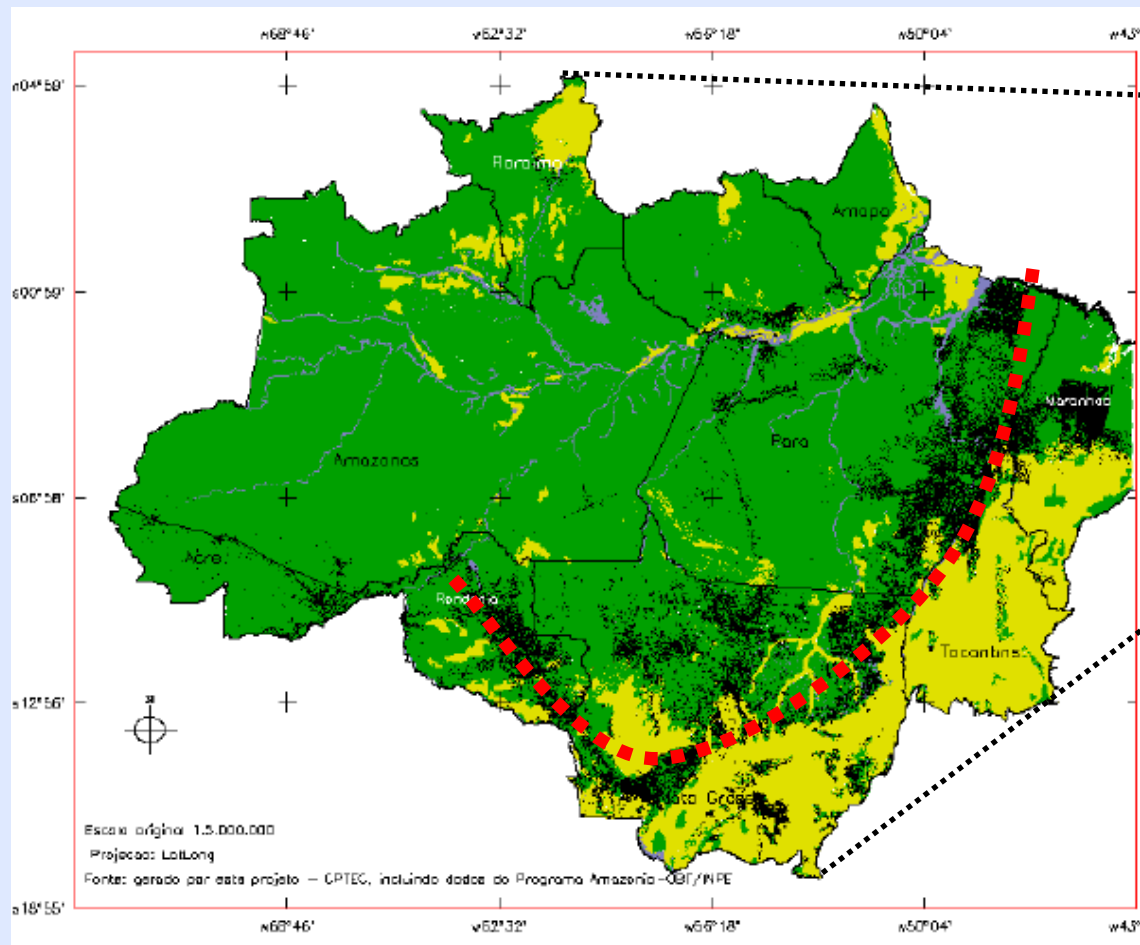 w68°46' w62°32' w56°18' w50°04'
n04°59'
Roraima
Amapa
s00°59'
Maranhao
Para
Amazonas
s06°58'
Acre
Rondonia
Tocantins
s12°56'
Escala original 1:5.000.000
Projecao: LatLong
Fonte: gerado por este projeto – CPTEC, incluindo dados do Programa Amazonia-OBT/INPE
s18°55'
w68°46' w62°32' w56°18' w50°04'